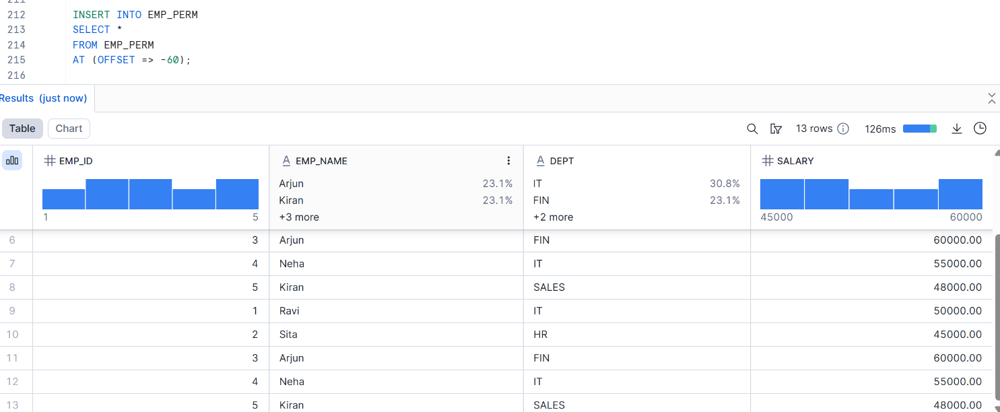 212 INSERT INTO EMP_PERM
213 SELECT *
214 FROM EMP_PERM
215 AT (OFFSET => -60);
216
Results (just now)
Table Chart 13 rows 126ms
EMP_ID EMP_NAME DEPT SALARY
Arjun 23.1% IT 30.8%
Kiran 23.1% FIN 23.1%
1 5 +3 more +2 more 45000 60000
6 3 Arjun FIN 60000.00
7 4 Neha IT 55000.00
8 5 Kiran SALES 48000.00
9 1 Ravi IT 50000.00
10 2 Sita HR 45000.00
11 3 Arjun FIN 60000.00
12 4 Neha IT 55000.00
13 5 Kiran SALES 48000.00